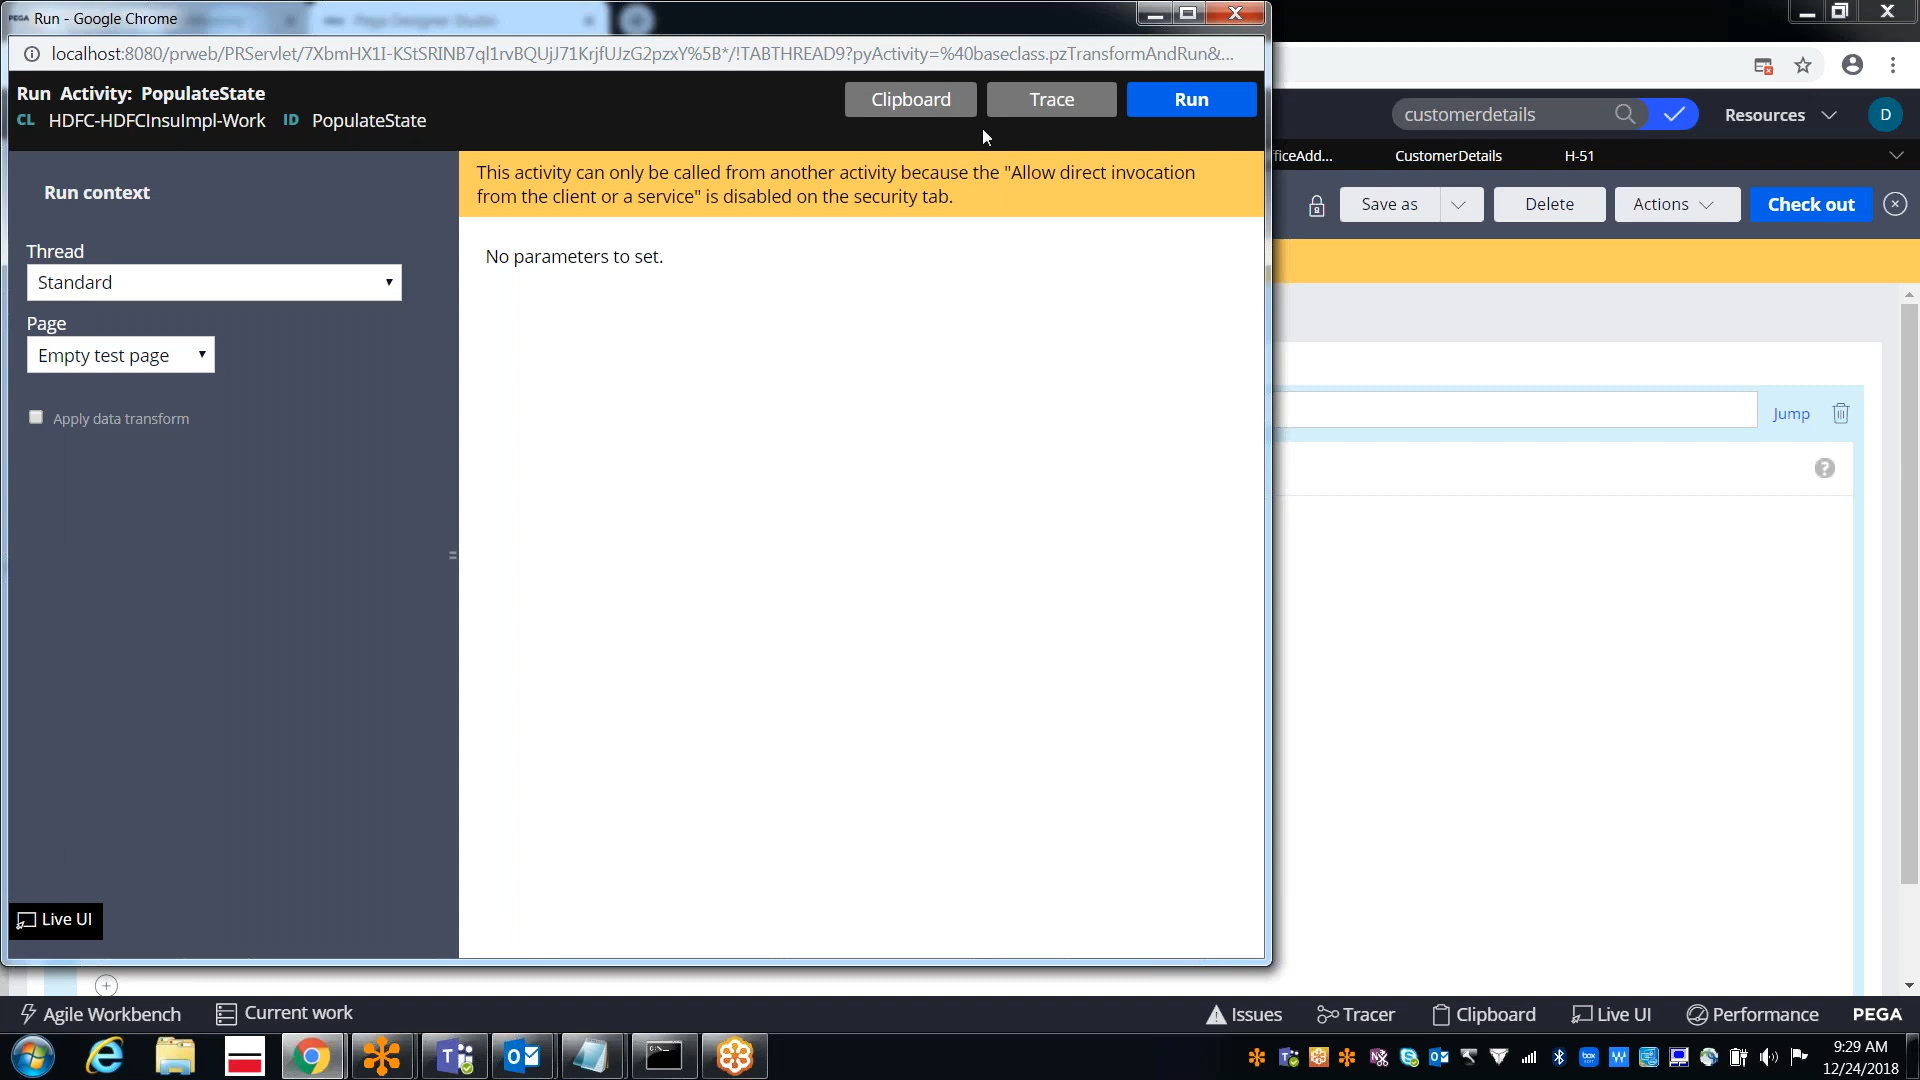 PEGA Run - Google Chrome
Pega Designer Studio
localhost:8080/prweb/PRServlet/7XbmHX1I-KStSRINB7ql1rvBQUjJ71KrjfUJzG2pzxY%5B*/!TABTHREAD9?pyActivity=%40baseclass.pzTransformAndRun&...
Run Activity: PopulateState
CL HDFC-HDFCInsuImpl-Work ID PopulateState
Clipboard
Trace
Run
customerdetails
Resources
D
ficeAdd...
CustomerDetails
H-51
Run context
This activity can only be called from another activity because the "Allow direct invocation
from the client or a service" is disabled on the security tab.
Save as
Delete
Actions
Check out
Thread
Standard
No parameters to set.
Page
Empty test page
Apply data transform
Jump
?
Live UI
Agile Workbench
Current work
Issues
Tracer
Clipboard
Live UI
Performance
PEGA
9:29 AM
12/24/2018